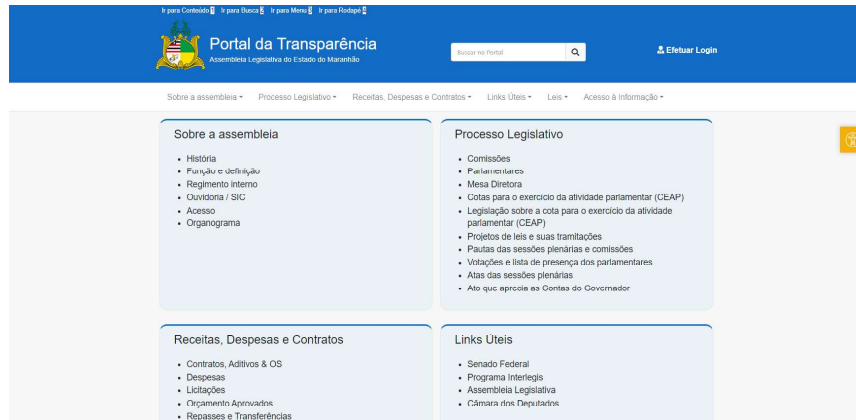 Ir para Conteúdo 1 Ir para Busca 2 Ir para Menu 3 Ir para Rodapé 4
Portal da Transparência
Assembleia Legislativa do Estado do Maranhão
Buscar no Portal
Efetuar Login
Sobre a assembleia Processo Legislativo Receitas, Despesas e Contratos Links Úteis Leis Acesso à Informação
Sobre a assembleia
• História
• Função e definição
• Regimento interno
• Ouvidoria / SIC
• Acesso
• Organograma
Processo Legislativo
• Comissões
• Parlamentares
• Mesa Diretora
• Cotas para o exercício da atividade parlamentar (CEAP)
• Legislação sobre a cota para o exercício da atividade
parlamentar (CEAP)
• Projetos de leis e suas tramitações
• Pautas das sessões plenárias e comissões
• Votações e lista de presença dos parlamentares
• Atas das sessões plenárias
• Ato que aprecia as Contas do Governador
Receitas, Despesas e Contratos
• Contratos, Aditivos & OS
• Despesas
• Licitações
• Orçamento Aprovados
• Repasses e Transferências
Links Úteis
• Senado Federal
• Programa Interlegis
• Assembleia Legislativa
• Câmara dos Deputados